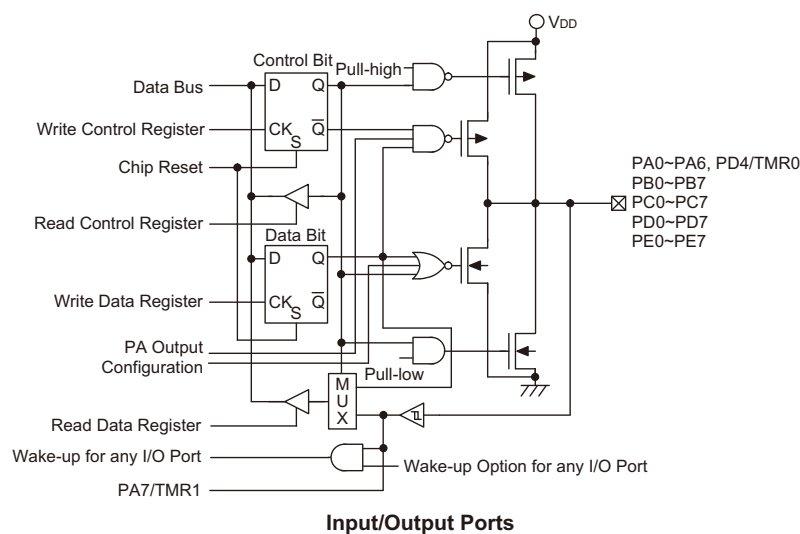 VDD
Control Bit
Pull-high
Data Bus
D
Q
Write Control Register
CK
Q̅
S
Chip Reset
PA0~PA6, PD4/TMR0
PB0~PB7
PC0~PC7
PD0~PD7
PE0~PE7
Read Control Register
Data Bit
D
Q
Write Data Register
CK
Q̅
S
PA Output
Configuration
Pull-low
M
U
X
Read Data Register
Wake-up for any I/O Port
Wake-up Option for any I/O Port
PA7/TMR1
Input/Output Ports